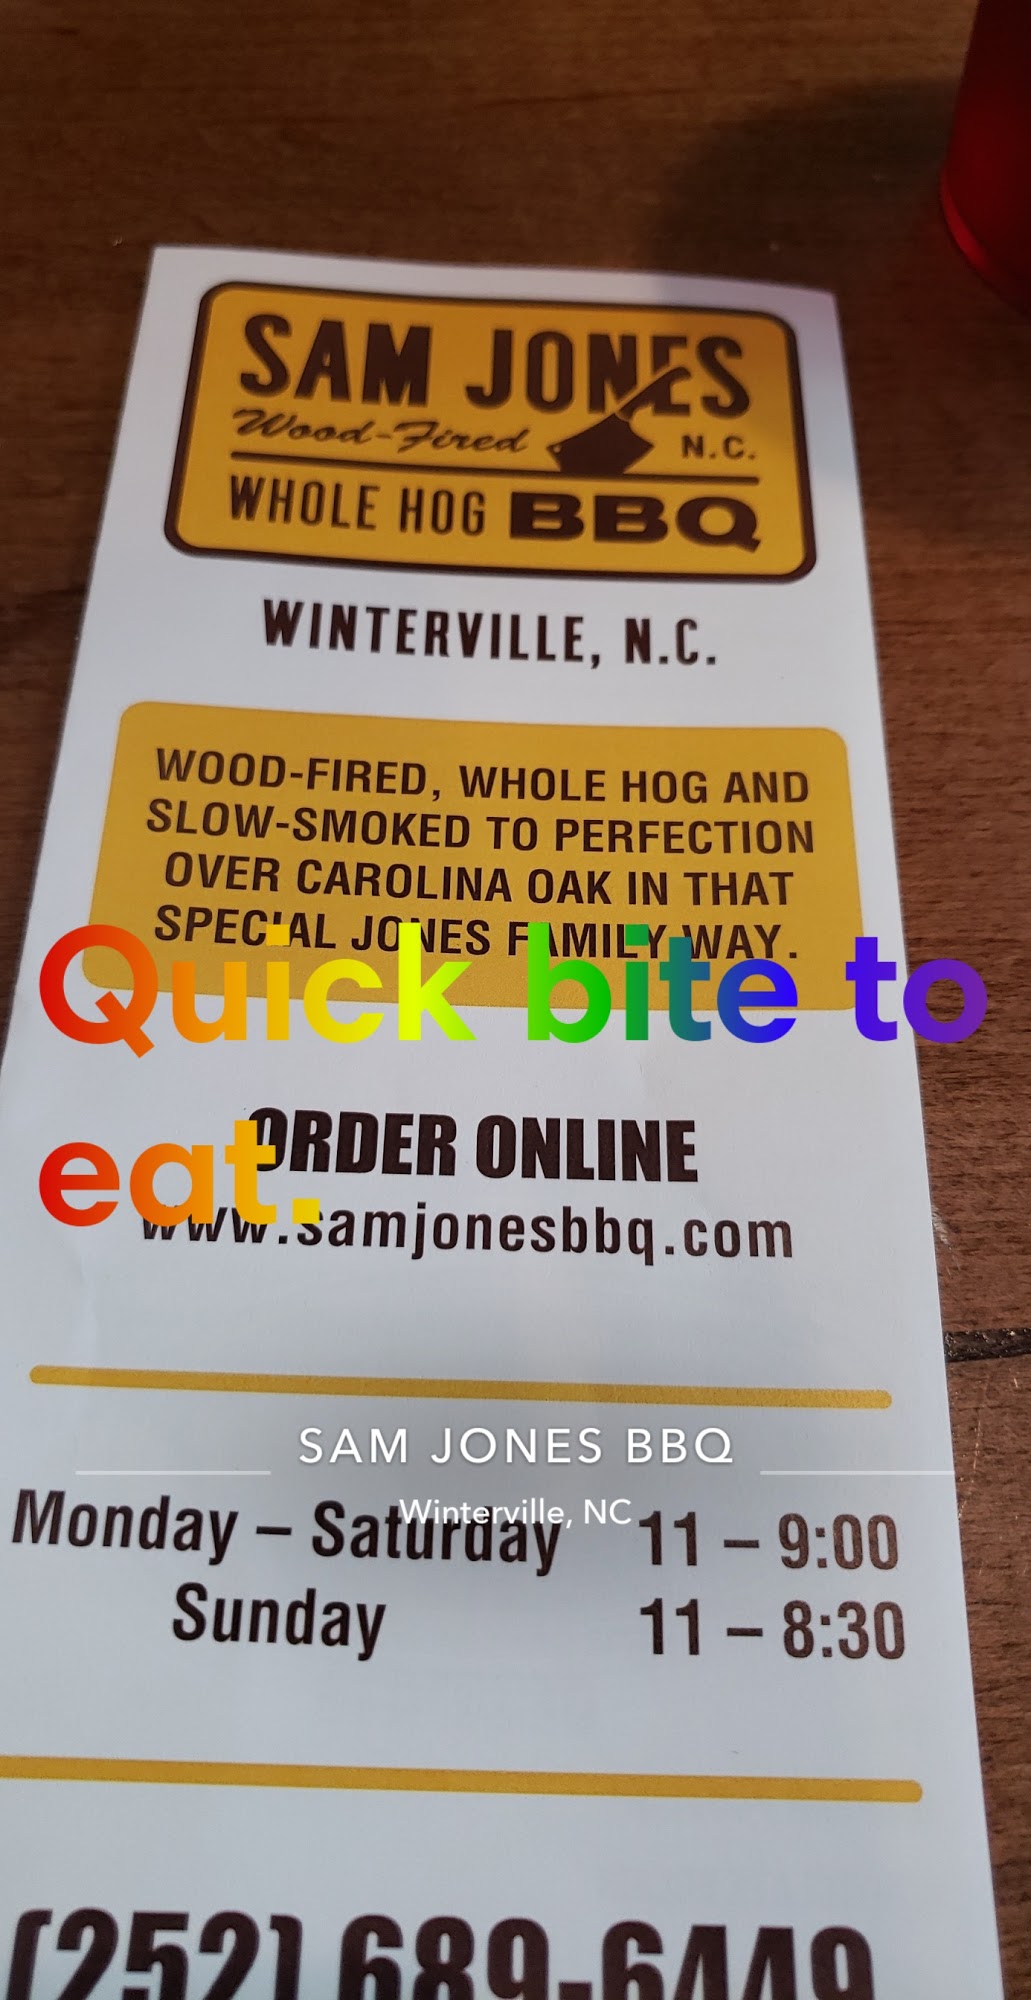 SAM JONES
Wood-Fired N.C.
WHOLE HOG BBQ
WINTERVILLE, N.C.
WOOD-FIRED, WHOLE HOG AND
SLOW-SMOKED TO PERFECTION
OVER CAROLINA OAK IN THAT
SPECIAL JONES FAMILY WAY.
Quick bite to
eat.
ORDER ONLINE
www.samjonesbbq.com
SAM JONES BBQ
Winterville, NC
Monday – Saturday 11 – 9:00
Sunday 11 – 8:30
(252) 689-6449